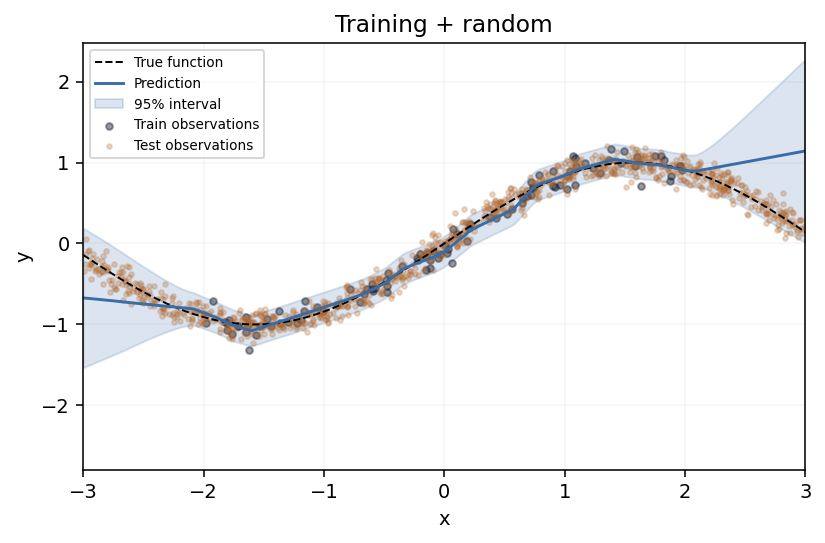 Training + random
True function
Prediction
95% interval
Train observations
Test observations
y
2
1
0
−1
−2
−3 −2 −1 0 1 2 3
x